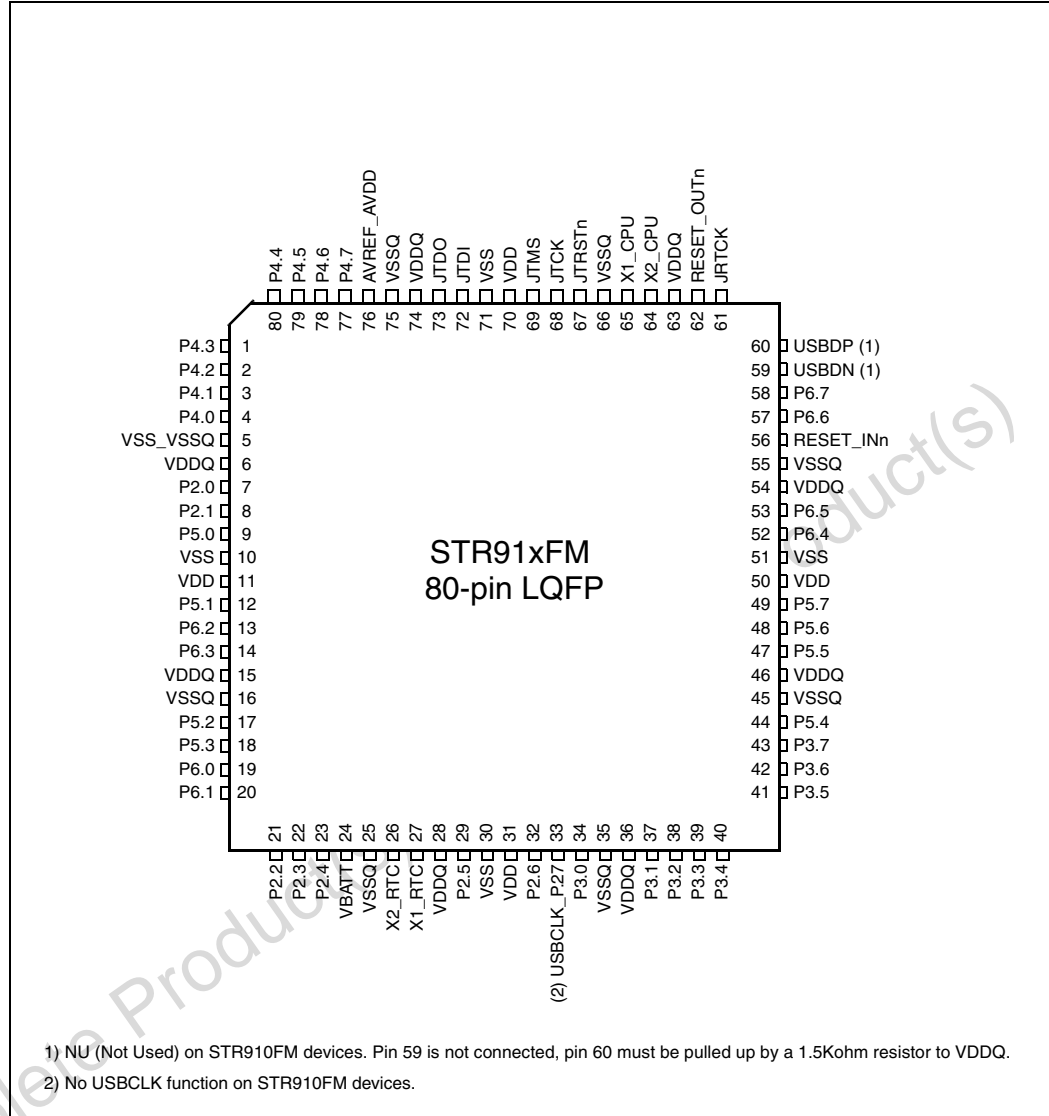 80 P4.4
79 P4.5
78 P4.6
77 P4.7
76 AVREF_AVDD
75 VSSQ
74 VDDQ
73 JTDO
72 JTDI
71 VSS
70 VDD
69 JTMS
68 JTCK
67 JTRSTn
66 VSSQ
65 X1_CPU
64 X2_CPU
63 VDDQ
62 RESET_OUTn
61 JRTCK
P4.3 1
P4.2 2
P4.1 3
P4.0 4
VSS_VSSQ 5
VDDQ 6
P2.0 7
P2.1 8
P5.0 9
VSS 10
VDD 11
P5.1 12
P6.2 13
P6.3 14
VDDQ 15
VSSQ 16
P5.2 17
P5.3 18
P6.0 19
P6.1 20
STR91xFM
80-pin LQFP
60 USBDP (1)
59 USBDN (1)
58 P6.7
57 P6.6
56 RESET_INn
55 VSSQ
54 VDDQ
53 P6.5
52 P6.4
51 VSS
50 VDD
49 P5.7
48 P5.6
47 P5.5
46 VDDQ
45 VSSQ
44 P5.4
43 P3.7
42 P3.6
41 P3.5
P2.2 21
P2.3 22
P2.4 23
VBATT 24
VSSQ 25
X2_RTC 26
X1_RTC 27
VDDQ 28
P2.5 29
VSS 30
VDD 31
P2.6 32
(2) USBCLK_P2.7 33
P3.0 34
VSSQ 35
VDDQ 36
P3.1 37
P3.2 38
P3.3 39
P3.4 40
1) NU (Not Used) on STR910FM devices. Pin 59 is not connected, pin 60 must be pulled up by a 1.5Kohm resistor to VDDQ.
2) No USBCLK function on STR910FM devices.
lete Product(s)
oduct(s)